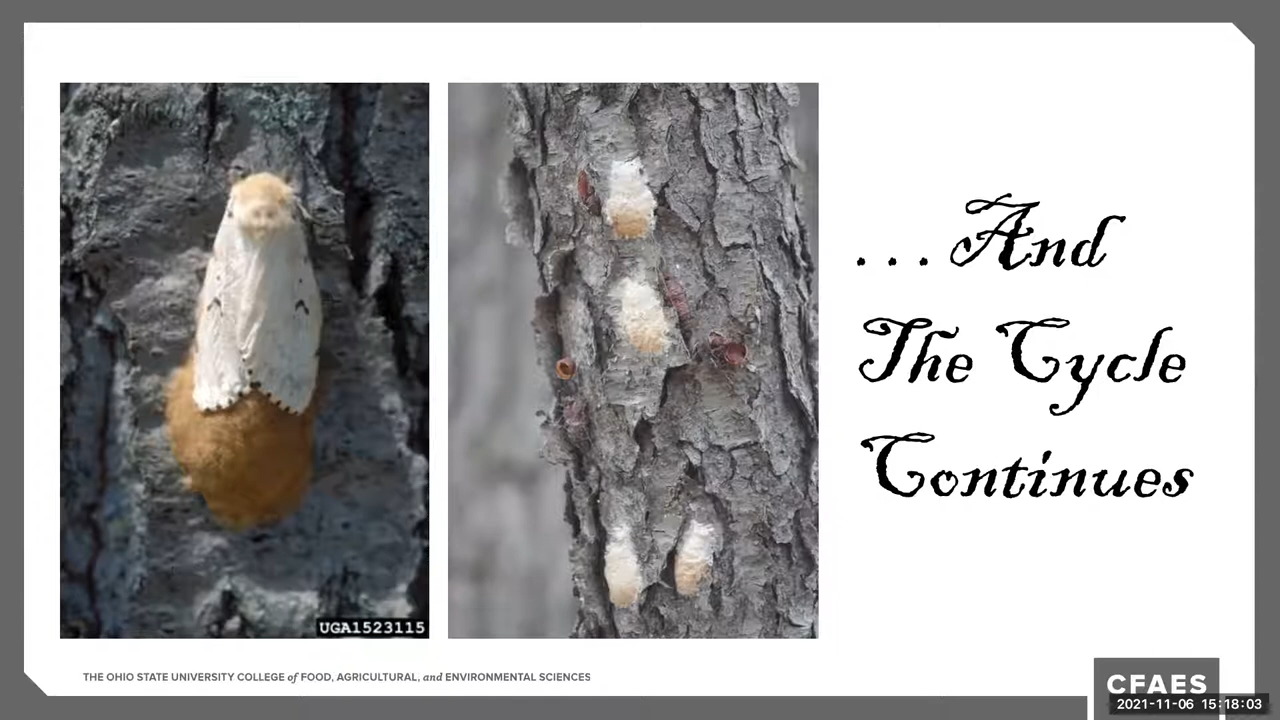 ...And
The Cycle
Continues
UGA1523115
THE OHIO STATE UNIVERSITY COLLEGE of FOOD, AGRICULTURAL, and ENVIRONMENTAL SCIENCES
CFAES
2021-11-06 15:18:03